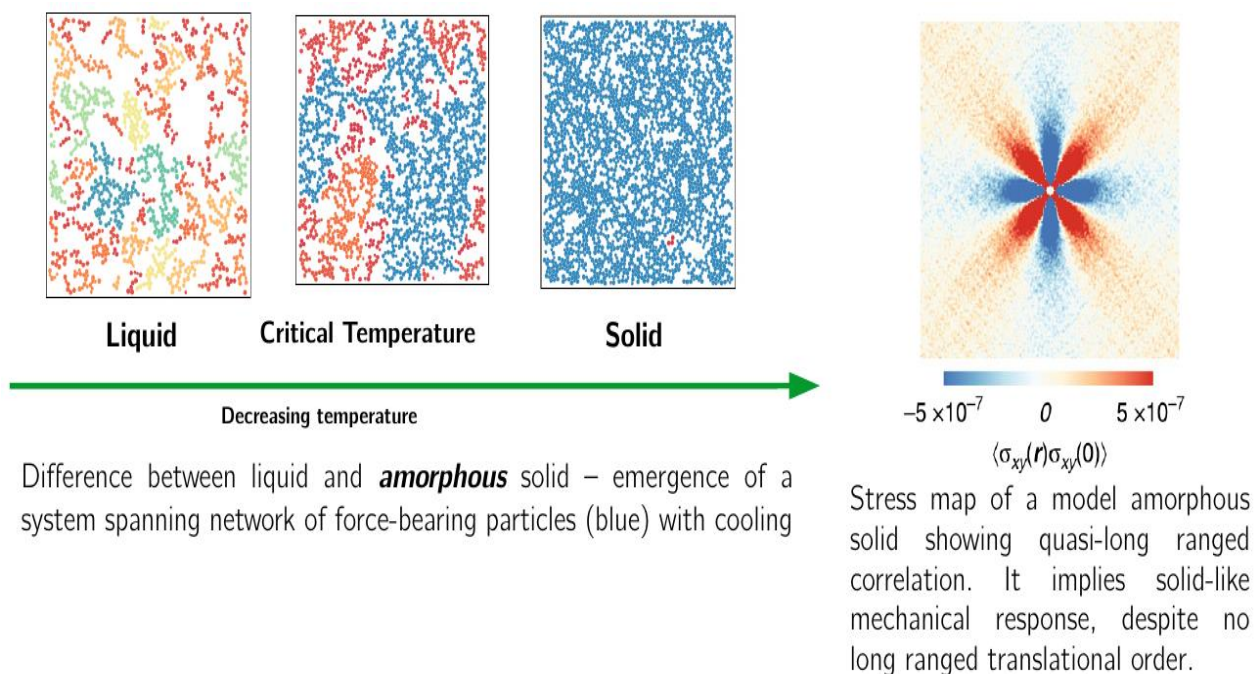 Liquid
Critical Temperature
Solid
Decreasing temperature
Difference between liquid and amorphous solid – emergence of a
system spanning network of force-bearing particles (blue) with cooling
−5 ×10⁻⁷ 0 5 ×10⁻⁷
⟨σxy(r)σxy(0)⟩
Stress map of a model amorphous
solid showing quasi-long ranged
correlation. It implies solid-like
mechanical response, despite no
long ranged translational order.